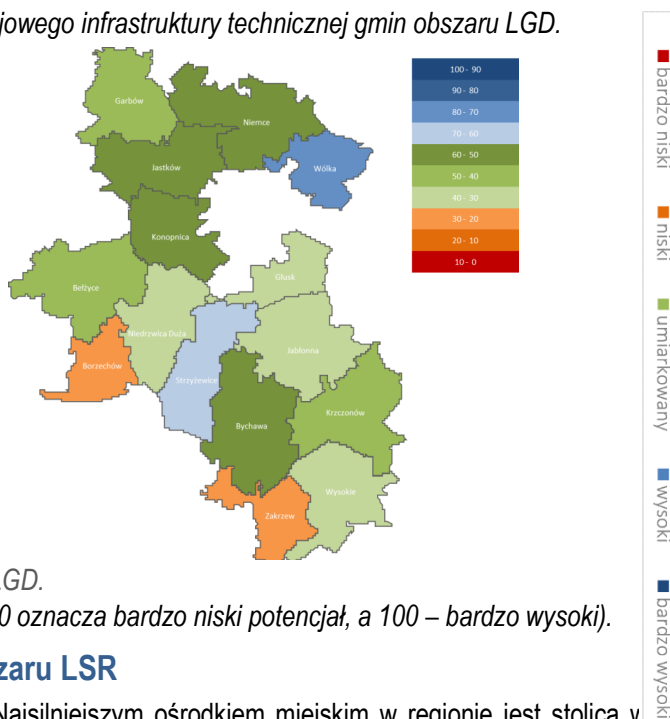 jowego infrastruktury technicznej gmin obszaru LGD.
Garbów
Niemce
Wólka
Jastków
Konopnica
Głusk
Bełżyce
Niedrzwica Duża
Jabłonna
Borzechów
Strzyżewice
Krzczonów
Bychawa
Wysokie
Zakrzew
100 - 90
90 - 80
80 - 70
70 - 60
60 - 50
50 - 40
40 - 30
30 - 20
20 - 10
10 - 0
bardzo niski
niski
umiarkowany
wysoki
bardzo wysoki
GD.
0 oznacza bardzo niski potencjał, a 100 – bardzo wysoki).
zaru LSR
Najsilniejszym ośrodkiem miejskim w regionie jest stolica w